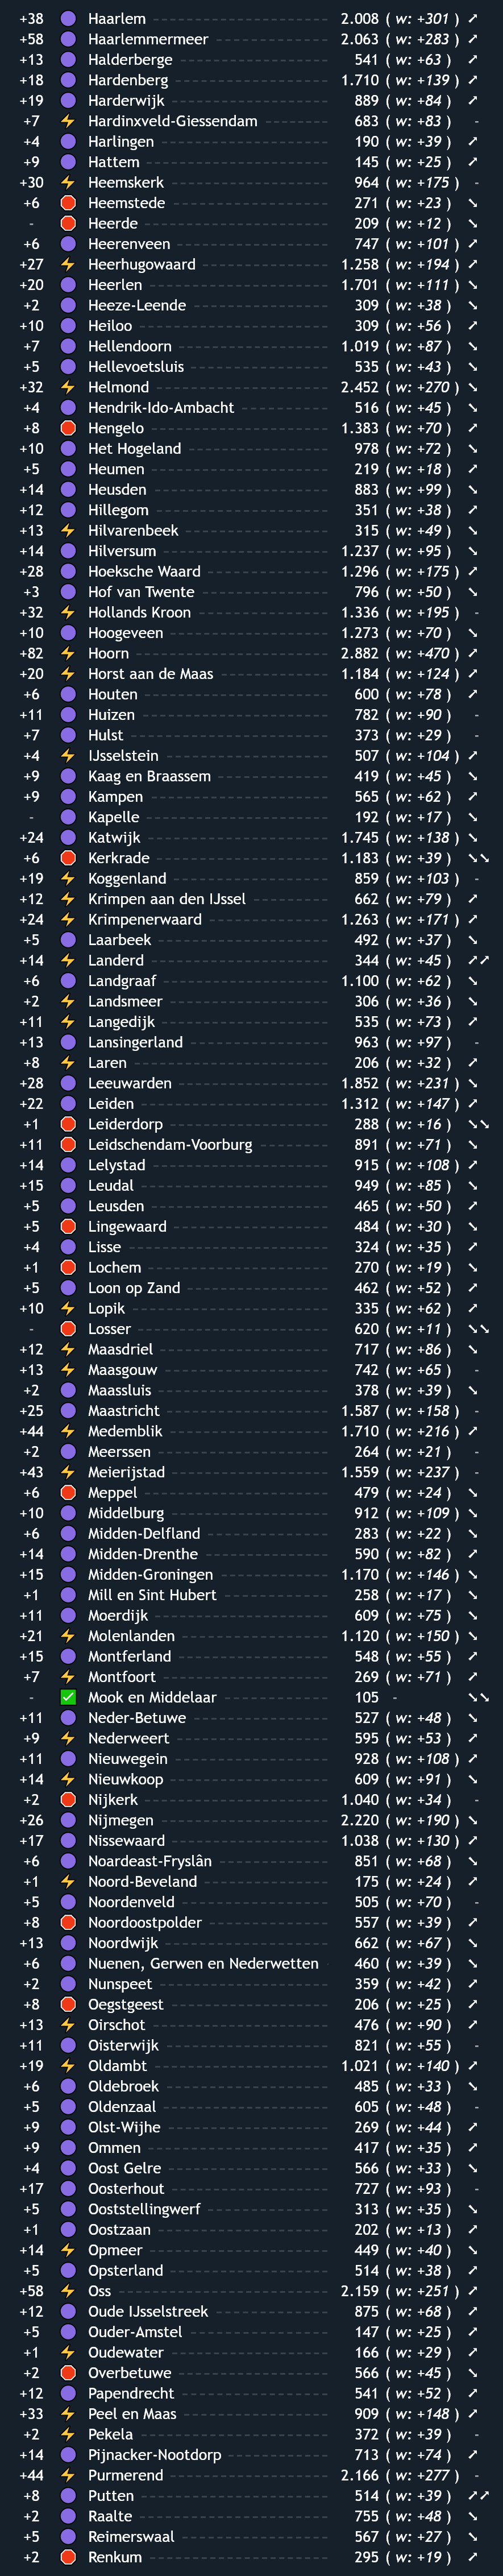 +38 Haarlem 2.008 ( w: +301 ) ↗
+58 Haarlemmermeer 2.063 ( w: +283 ) ↗
+13 Halderberge 541 ( w: +63 ) ↗
+18 Hardenberg 1.710 ( w: +139 ) ↗
+19 Harderwijk 889 ( w: +84 ) ↗
+7 Hardinxveld-Giessendam 683 ( w: +83 ) -
+4 Harlingen 190 ( w: +39 ) ↗
+9 Hattem 145 ( w: +25 ) ↗
+30 Heemskerk 964 ( w: +175 ) -
+6 Heemstede 271 ( w: +23 ) ↘
- Heerde 209 ( w: +12 ) ↘
+6 Heerenveen 747 ( w: +101 ) ↗
+27 Heerhugowaard 1.258 ( w: +194 ) ↗
+20 Heerlen 1.701 ( w: +111 ) ↘
+2 Heeze-Leende 309 ( w: +38 ) ↘
+10 Heiloo 309 ( w: +56 ) ↗
+7 Hellendoorn 1.019 ( w: +87 ) ↘
+5 Hellevoetsluis 535 ( w: +43 ) ↘
+32 Helmond 2.452 ( w: +270 ) ↘
+4 Hendrik-Ido-Ambacht 516 ( w: +45 ) ↘
+8 Hengelo 1.383 ( w: +70 ) ↗
+10 Het Hogeland 978 ( w: +72 ) ↘
+5 Heumen 219 ( w: +18 ) ↗
+14 Heusden 883 ( w: +99 ) ↘
+12 Hillegom 351 ( w: +38 ) ↗
+13 Hilvarenbeek 315 ( w: +49 ) ↘
+14 Hilversum 1.237 ( w: +95 ) ↘
+28 Hoeksche Waard 1.296 ( w: +175 ) ↗
+3 Hof van Twente 796 ( w: +50 ) ↘
+32 Hollands Kroon 1.336 ( w: +195 ) -
+10 Hoogeveen 1.273 ( w: +70 ) ↘
+82 Hoorn 2.882 ( w: +470 ) ↗
+20 Horst aan de Maas 1.184 ( w: +124 ) ↗
+6 Houten 600 ( w: +78 ) ↗
+11 Huizen 782 ( w: +90 ) -
+7 Hulst 373 ( w: +29 ) -
+4 IJsselstein 507 ( w: +104 ) ↗
+9 Kaag en Braassem 419 ( w: +45 ) ↘
+9 Kampen 565 ( w: +62 ) ↗
- Kapelle 192 ( w: +17 ) ↘
+24 Katwijk 1.745 ( w: +138 ) ↘
+6 Kerkrade 1.183 ( w: +39 ) ↘↘
+19 Koggenland 859 ( w: +103 ) -
+12 Krimpen aan den IJssel 662 ( w: +79 ) ↗
+24 Krimpenerwaard 1.263 ( w: +171 ) ↗
+5 Laarbeek 492 ( w: +37 ) ↘
+14 Landerd 344 ( w: +45 ) ↗↗
+6 Landgraaf 1.100 ( w: +62 ) ↘
+2 Landsmeer 306 ( w: +36 ) ↘
+11 Langedijk 535 ( w: +73 ) ↗
+13 Lansingerland 963 ( w: +97 ) -
+8 Laren 206 ( w: +32 ) ↗
+28 Leeuwarden 1.852 ( w: +231 ) ↘
+22 Leiden 1.312 ( w: +147 ) ↗
+1 Leiderdorp 288 ( w: +16 ) ↘↘
+11 Leidschendam-Voorburg 891 ( w: +71 ) ↘
+14 Lelystad 915 ( w: +108 ) ↗
+15 Leudal 949 ( w: +85 ) ↘
+5 Leusden 465 ( w: +50 ) ↗
+5 Lingewaard 484 ( w: +30 ) ↘
+4 Lisse 324 ( w: +35 ) ↗
+1 Lochem 270 ( w: +19 ) ↘
+5 Loon op Zand 462 ( w: +52 ) ↗
+10 Lopik 335 ( w: +62 ) ↗
- Losser 620 ( w: +11 ) ↘↘
+12 Maasdriel 717 ( w: +86 ) ↘
+13 Maasgouw 742 ( w: +65 ) -
+2 Maassluis 378 ( w: +39 ) ↘
+25 Maastricht 1.587 ( w: +158 ) -
+44 Medemblik 1.710 ( w: +216 ) ↗
+2 Meerssen 264 ( w: +21 ) -
+43 Meierijstad 1.559 ( w: +237 ) -
+6 Meppel 479 ( w: +24 ) ↘
+10 Middelburg 912 ( w: +109 ) ↘
+6 Midden-Delfland 283 ( w: +22 ) ↘
+14 Midden-Drenthe 590 ( w: +82 ) ↗
+15 Midden-Groningen 1.170 ( w: +146 ) ↘
+1 Mill en Sint Hubert 258 ( w: +17 ) ↘
+11 Moerdijk 609 ( w: +75 ) ↘
+21 Molenlanden 1.120 ( w: +150 ) ↘
+15 Montferland 548 ( w: +55 ) ↗
+7 Montfoort 269 ( w: +71 ) ↗
- Mook en Middelaar 105 - ↘↘
+11 Neder-Betuwe 527 ( w: +48 ) ↘
+9 Nederweert 595 ( w: +53 ) ↗
+11 Nieuwegein 928 ( w: +108 ) ↗
+14 Nieuwkoop 609 ( w: +91 ) ↘
+2 Nijkerk 1.040 ( w: +34 ) -
+26 Nijmegen 2.220 ( w: +190 ) ↘
+17 Nissewaard 1.038 ( w: +130 ) ↗
+6 Noardeast-Fryslân 851 ( w: +68 ) ↘
+1 Noord-Beveland 175 ( w: +24 ) ↗
+5 Noordenveld 505 ( w: +70 ) -
+8 Noordoostpolder 557 ( w: +39 ) ↗
+13 Noordwijk 662 ( w: +67 ) ↘
+6 Nuenen, Gerwen en Nederwetten 460 ( w: +39 ) ↘
+2 Nunspeet 359 ( w: +42 ) ↗
+8 Oegstgeest 206 ( w: +25 ) ↗
+13 Oirschot 476 ( w: +90 ) ↗
+11 Oisterwijk 821 ( w: +55 ) -
+19 Oldambt 1.021 ( w: +140 ) ↗
+6 Oldebroek 485 ( w: +33 ) ↘
+5 Oldenzaal 605 ( w: +48 ) -
+9 Olst-Wijhe 269 ( w: +44 ) ↗
+9 Ommen 417 ( w: +35 ) ↗
+4 Oost Gelre 566 ( w: +33 ) ↘
+17 Oosterhout 727 ( w: +93 ) -
+5 Ooststellingwerf 313 ( w: +35 ) ↘
+1 Oostzaan 202 ( w: +13 ) ↗
+14 Opmeer 449 ( w: +40 ) ↘
+5 Opsterland 514 ( w: +38 ) ↗
+58 Oss 2.159 ( w: +251 ) ↗
+12 Oude IJsselstreek 875 ( w: +68 ) ↗
+5 Ouder-Amstel 147 ( w: +25 ) ↗
+1 Oudewater 166 ( w: +29 ) ↗
+2 Overbetuwe 566 ( w: +45 ) ↘
+12 Papendrecht 541 ( w: +52 ) ↗
+33 Peel en Maas 909 ( w: +148 ) ↗
+2 Pekela 372 ( w: +39 ) -
+14 Pijnacker-Nootdorp 713 ( w: +74 ) ↗
+44 Purmerend 2.166 ( w: +277 ) -
+8 Putten 514 ( w: +39 ) ↗↗
+2 Raalte 755 ( w: +48 ) ↘
+5 Reimerswaal 567 ( w: +27 ) ↘
+2 Renkum 295 ( w: +19 ) ↗